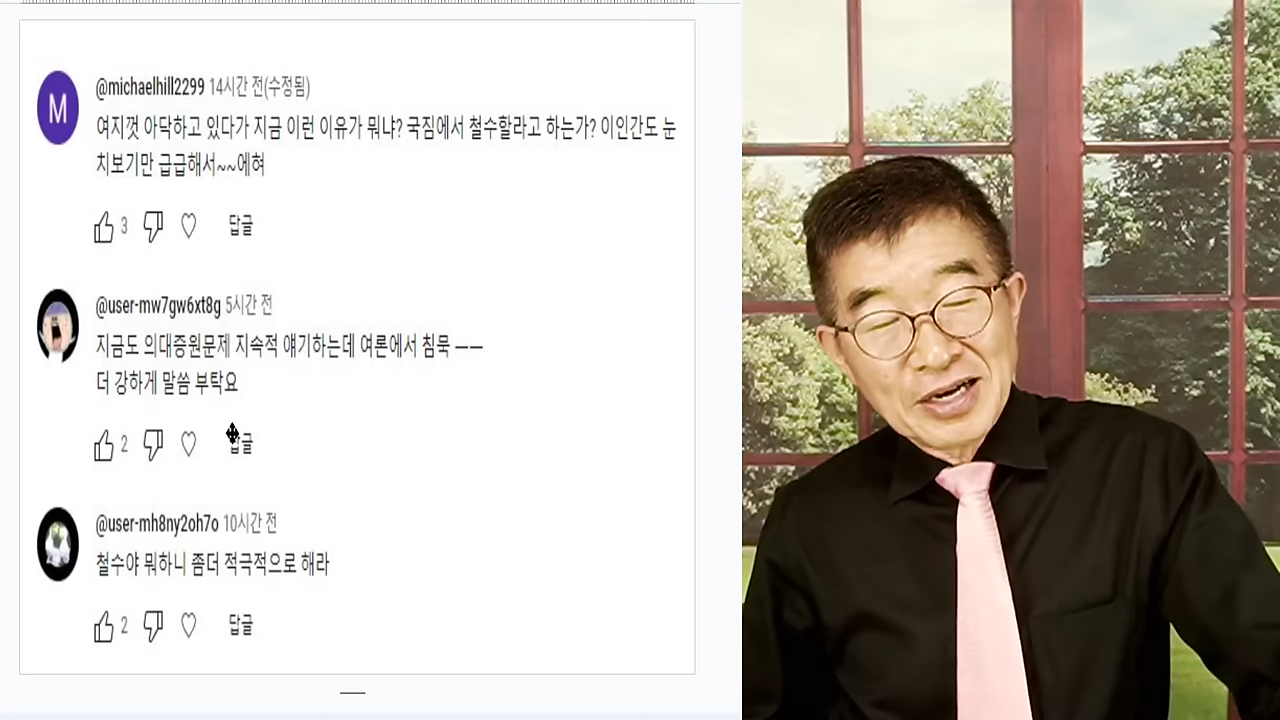 M
@michaelhill2299 14시간 전(수정됨)
여지껏 아닥하고 있다가 지금 이런 이유가 뭐냐? 국짐에서 철수할라고 하는가? 이인간도 눈
치보기만 급급해서~~에혀
3 답글
@user-mw7gw6xt8g 5시간 전
지금도 의대증원문제 지속적 얘기하는데 여론에서 침묵 ㅡㅡ
더 강하게 말씀 부탁요
2 답글
@user-mh8ny2oh7o 10시간 전
철수야 뭐하니 좀더 적극적으로 해라
2 답글